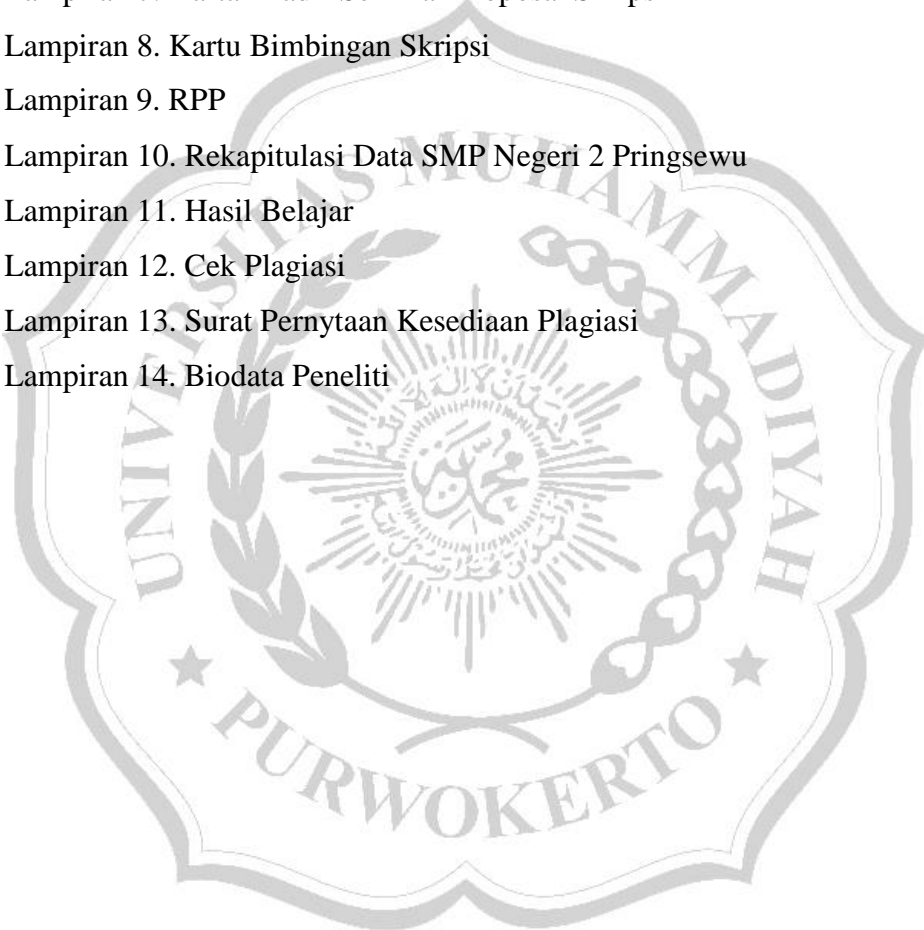 Lampiran 8. Kartu Bimbingan Skripsi
Lampiran 9. RPP
Lampiran 10. Rekapitulasi Data SMP Negeri 2 Pringsewu
Lampiran 11. Hasil Belajar
Lampiran 12. Cek Plagiasi
Lampiran 13. Surat Pernytaan Kesediaan Plagiasi
Lampiran 14. Biodata Peneliti
UNIVERSITAS MUHAMMADIYAH
PURWOKERTO